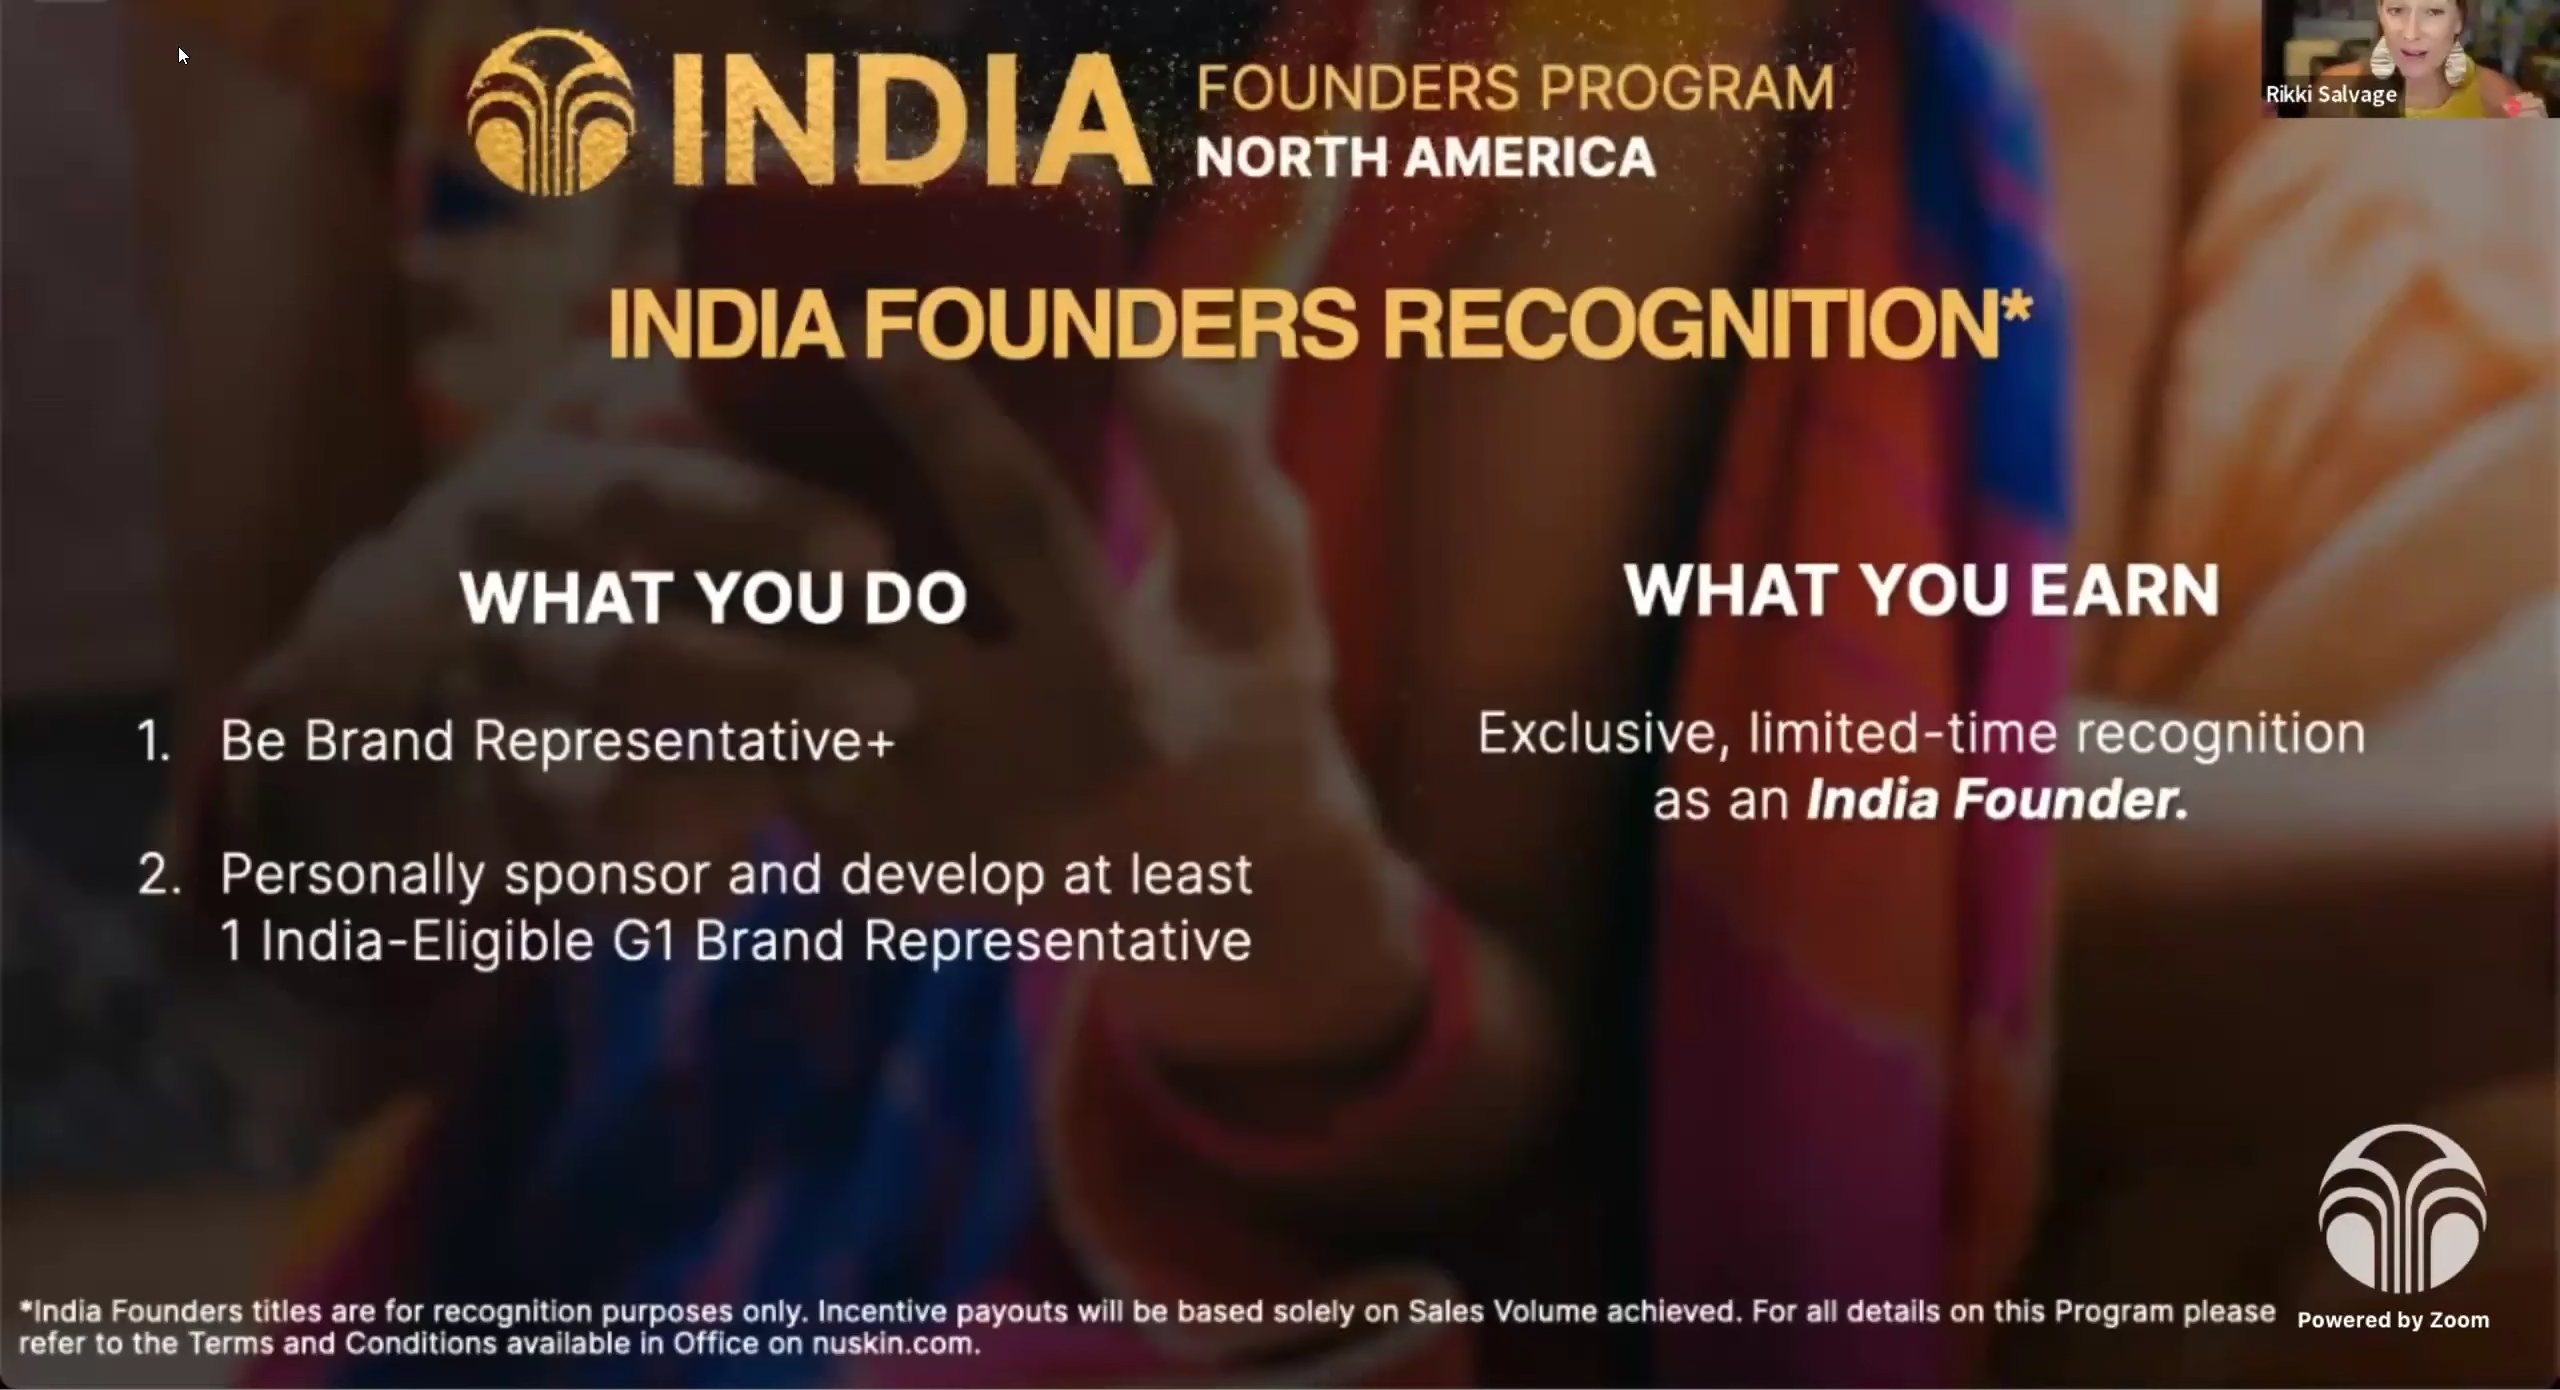 INDIA
FOUNDERS PROGRAM
NORTH AMERICA
Rikki Salvage
INDIA FOUNDERS RECOGNITION*
WHAT YOU DO
1. Be Brand Representative+
2. Personally sponsor and develop at least
1 India-Eligible G1 Brand Representative
WHAT YOU EARN
Exclusive, limited-time recognition
as an India Founder.
*India Founders titles are for recognition purposes only. Incentive payouts will be based solely on Sales Volume achieved. For all details on this Program please
refer to the Terms and Conditions available in Office on nuskin.com.
Powered by Zoom